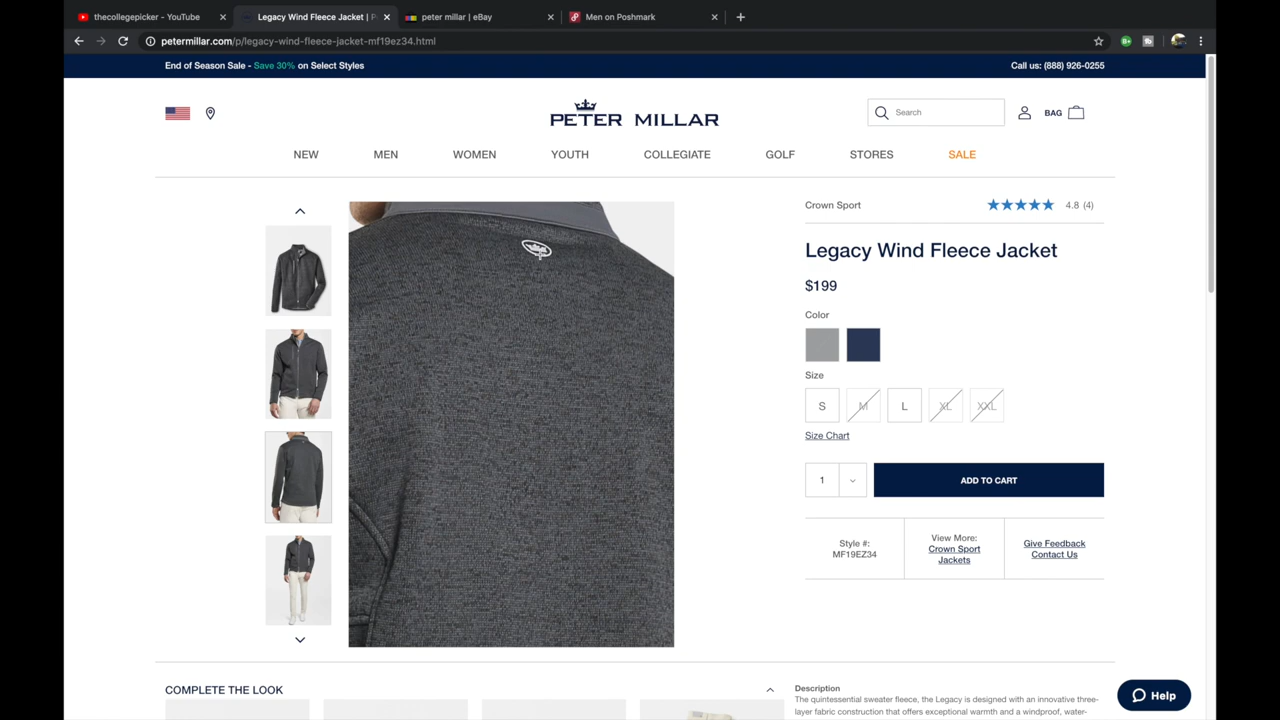 thecollegepicker - YouTube
Legacy Wind Fleece Jacket | P
peter millar | eBay
Men on Poshmark
petermillar.com/p/legacy-wind-fleece-jacket-mf19ez34.html
End of Season Sale - Save 30% on Select Styles
Call us: (888) 926-0255
PETER MILLAR
Search
BAG
NEW
MEN
WOMEN
YOUTH
COLLEGIATE
GOLF
STORES
SALE
Crown Sport
4.8 (4)
Legacy Wind Fleece Jacket
$199
Color
Size
S
M
L
XL
XXL
Size Chart
1
ADD TO CART
Style #:
MF19EZ34
View More:
Crown Sport
Jackets
Give Feedback
Contact Us
COMPLETE THE LOOK
Description
The quintessential sweater fleece, the Legacy is designed with an innovative three-
layer fabric construction that offers exceptional warmth and a windproof, water-
Help